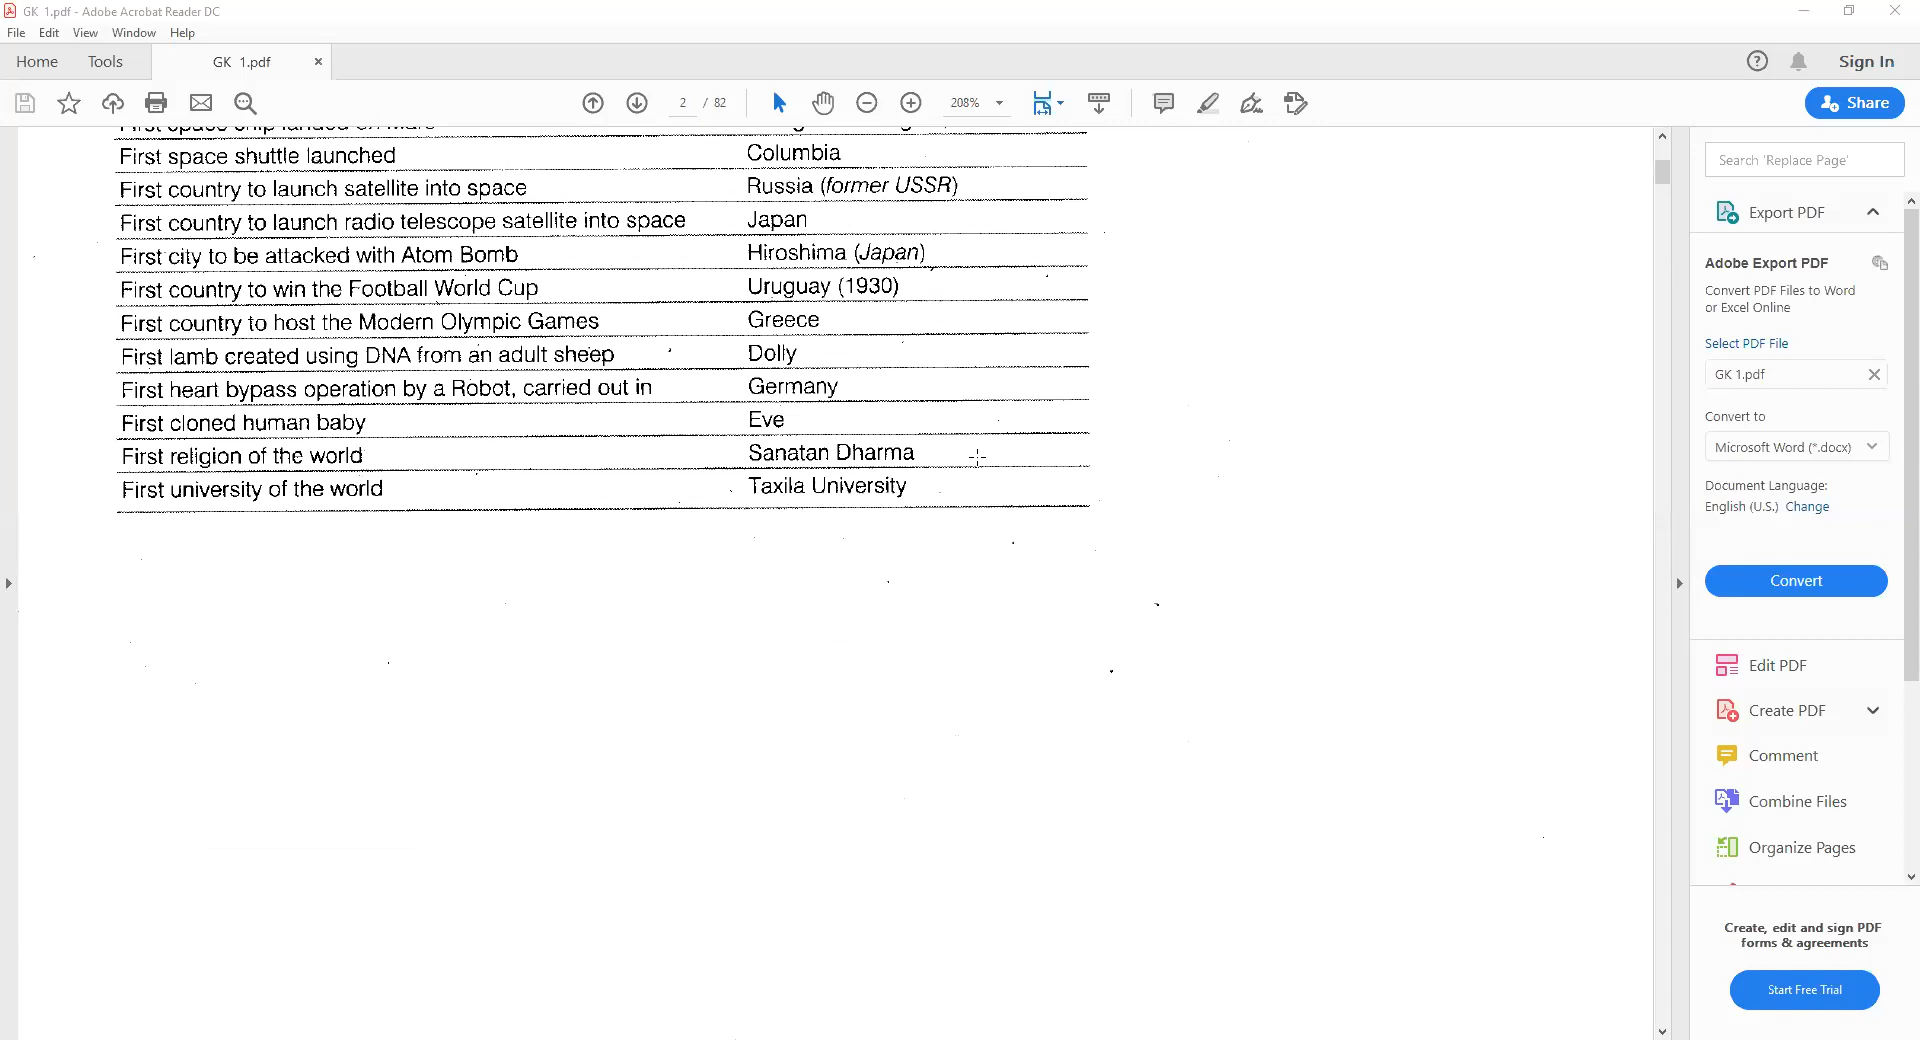 GK 1.pdf - Adobe Acrobat Reader DC
File Edit View Window Help
Home Tools GK 1.pdf Sign In
2 / 82 208% Share
First space ship landed on Mars
First space shuttle launched Columbia
First country to launch satellite into space Russia (former USSR)
First country to launch radio telescope satellite into space Japan
First city to be attacked with Atom Bomb Hiroshima (Japan)
First country to win the Football World Cup Uruguay (1930)
First country to host the Modern Olympic Games Greece
First lamb created using DNA from an adult sheep Dolly
First heart bypass operation by a Robot, carried out in Germany
First cloned human baby Eve
First religion of the world Sanatan Dharma
First university of the world Taxila University
Search 'Replace Page'
Export PDF
Adobe Export PDF
Convert PDF Files to Word
or Excel Online
Select PDF File
GK 1.pdf
Convert to
Microsoft Word (*.docx)
Document Language:
English (U.S.) Change
Convert
Edit PDF
Create PDF
Comment
Combine Files
Organize Pages
Create, edit and sign PDF
forms & agreements
Start Free Trial